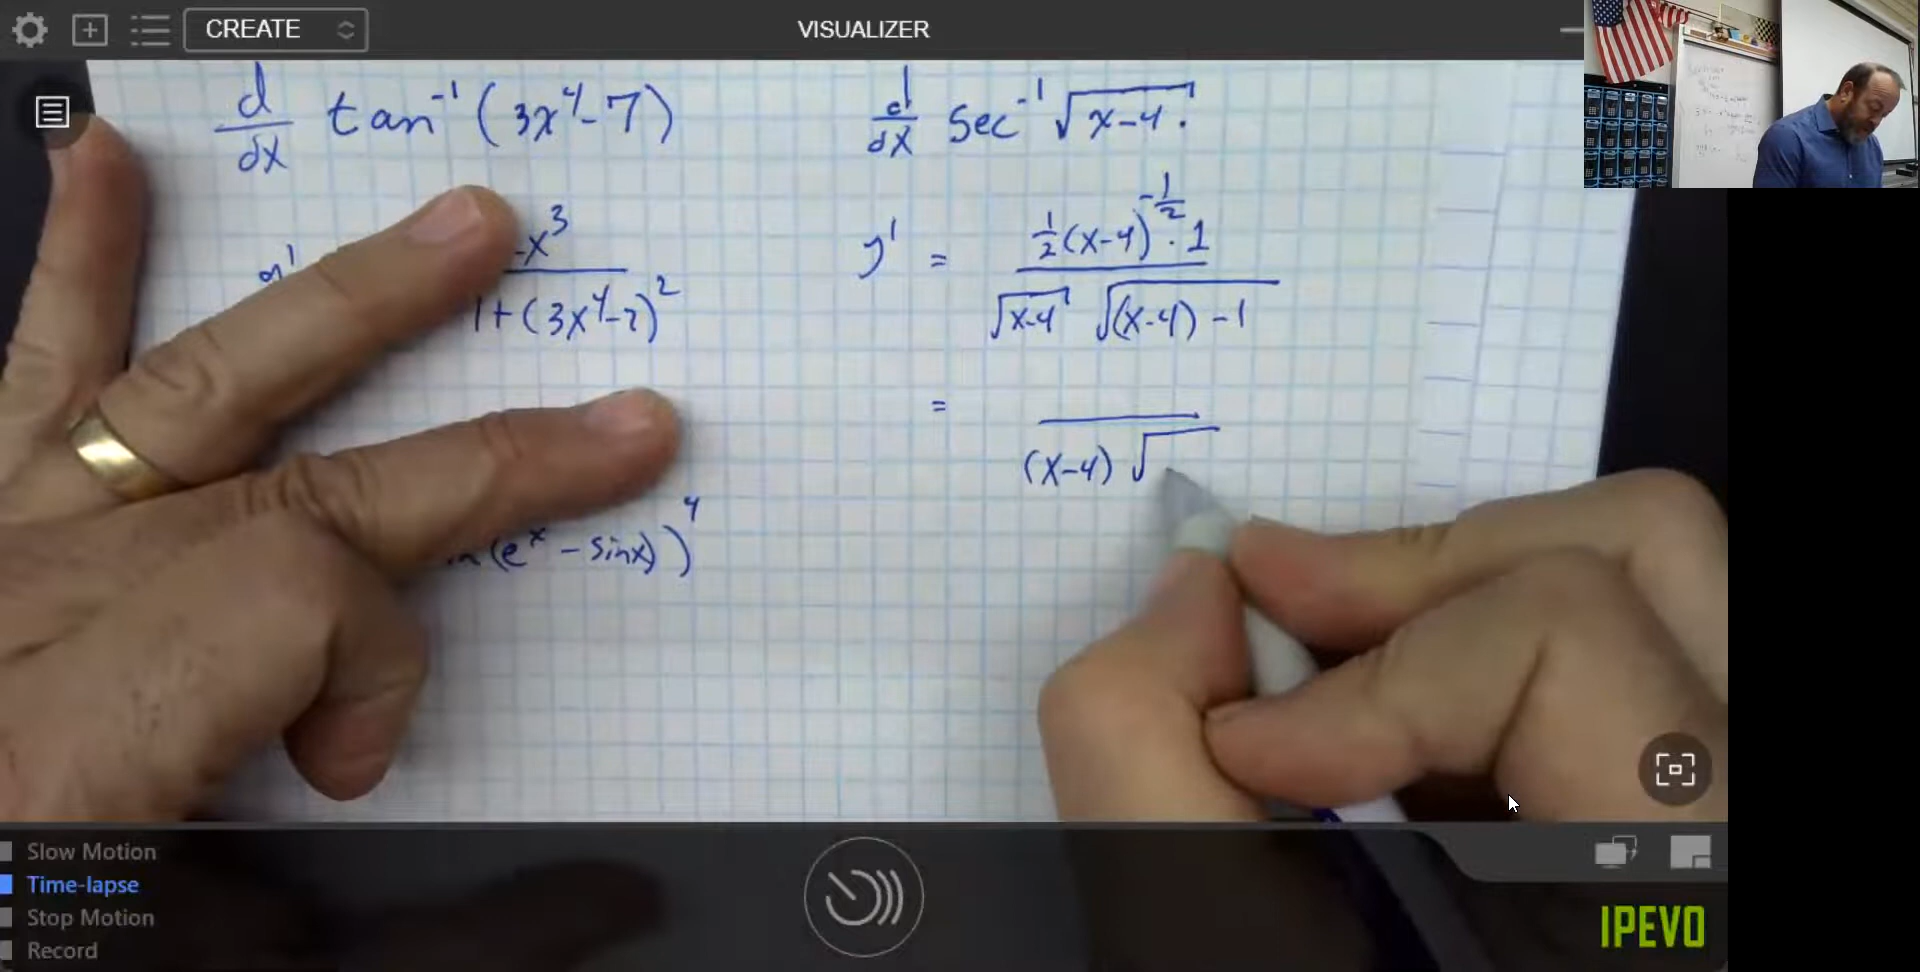 CREATE
VISUALIZER
d/dx tan⁻¹ (3x⁴-7)
d/dx sec⁻¹ √x-4
y' = ½(x-4)^-½ · 1
√x-4 √(x-4) -1
-x³
1+(3x⁴-7)²
=
(x-4) √
(eˣ - sinx))⁴
Slow Motion
Time-lapse
Stop Motion
Record
IPEVO